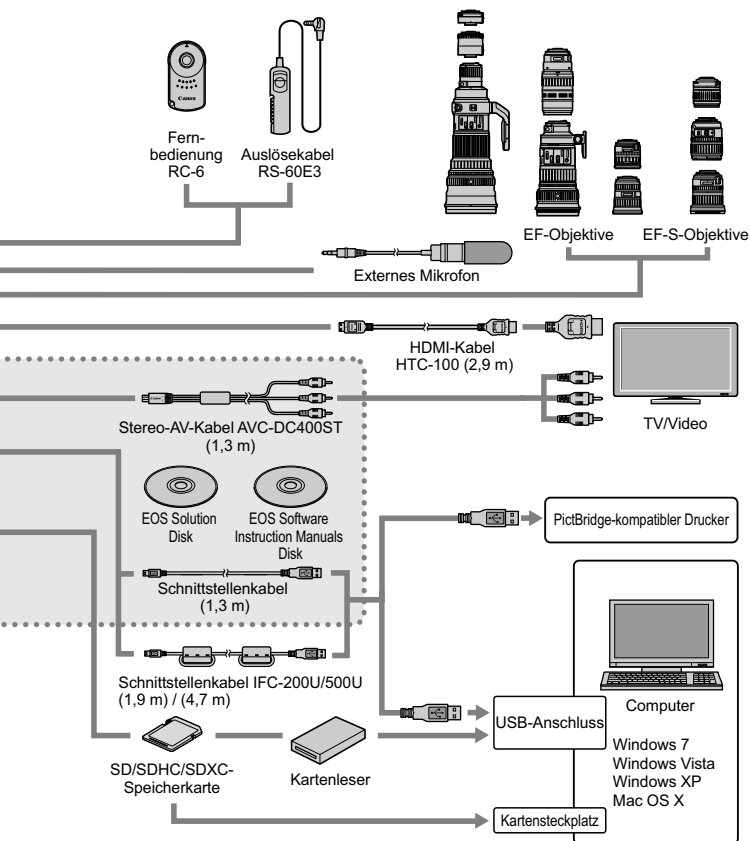 Canon
Fern-
bedienung
RC-6
Auslösekabel
RS-60E3
EF-Objektive
EF-S-Objektive
Externes Mikrofon
HDMI-Kabel
HTC-100 (2,9 m)
TV/Video
Stereo-AV-Kabel AVC-DC400ST
(1,3 m)
EOS Solution
Disk
EOS Software
Instruction Manuals
Disk
PictBridge-kompatibler Drucker
Schnittstellenkabel
(1,3 m)
Schnittstellenkabel IFC-200U/500U
(1,9 m) / (4,7 m)
USB-Anschluss
Computer
Windows 7
Windows Vista
Windows XP
Mac OS X
SD/SDHC/SDXC-
Speicherkarte
Kartenleser
Kartensteckplatz